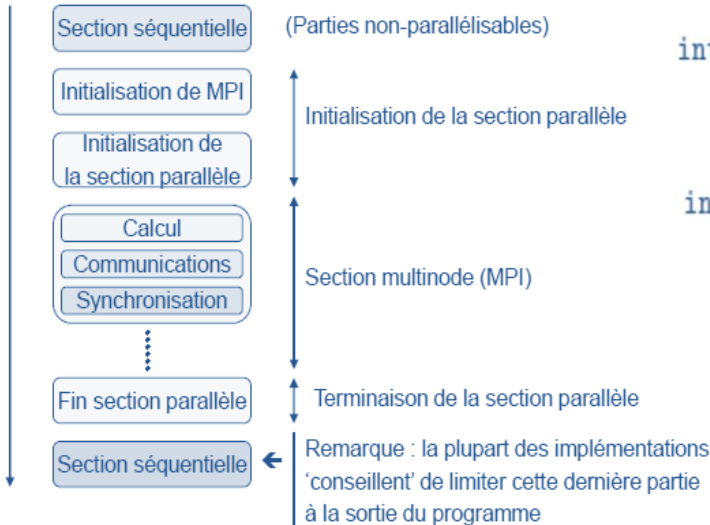 Section séquentielle
(Parties non-parallélisables)
Initialisation de MPI
Initialisation de la section parallèle
Initialisation de
la section parallèle
Calcul
Communications
Synchronisation
Section multinode (MPI)
Fin section parallèle
Terminaison de la section parallèle
Section séquentielle
Remarque : la plupart des implémentations
‘conseillent’ de limiter cette dernière partie
à la sortie du programme